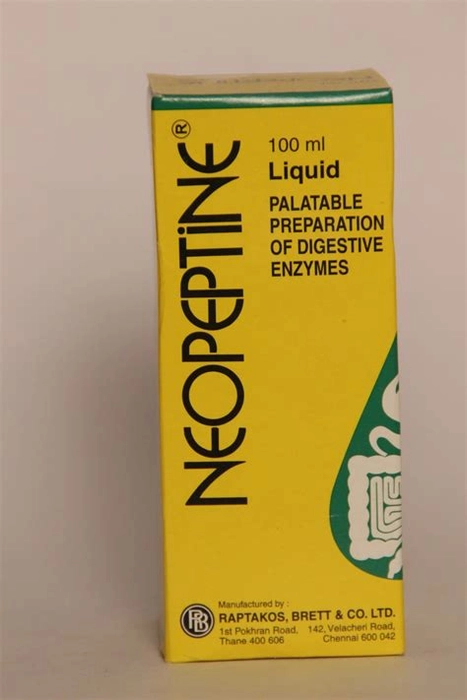 NEOPEPTiNE®
100 ml
Liquid
PALATABLE
PREPARATION
OF DIGESTIVE
ENZYMES
Manufactured by :
RAPTAKOS, BRETT & CO. LTD.
1st Pokhran Road, 142, Velacheri Road,
Thane 400 606 Chennai 600 042